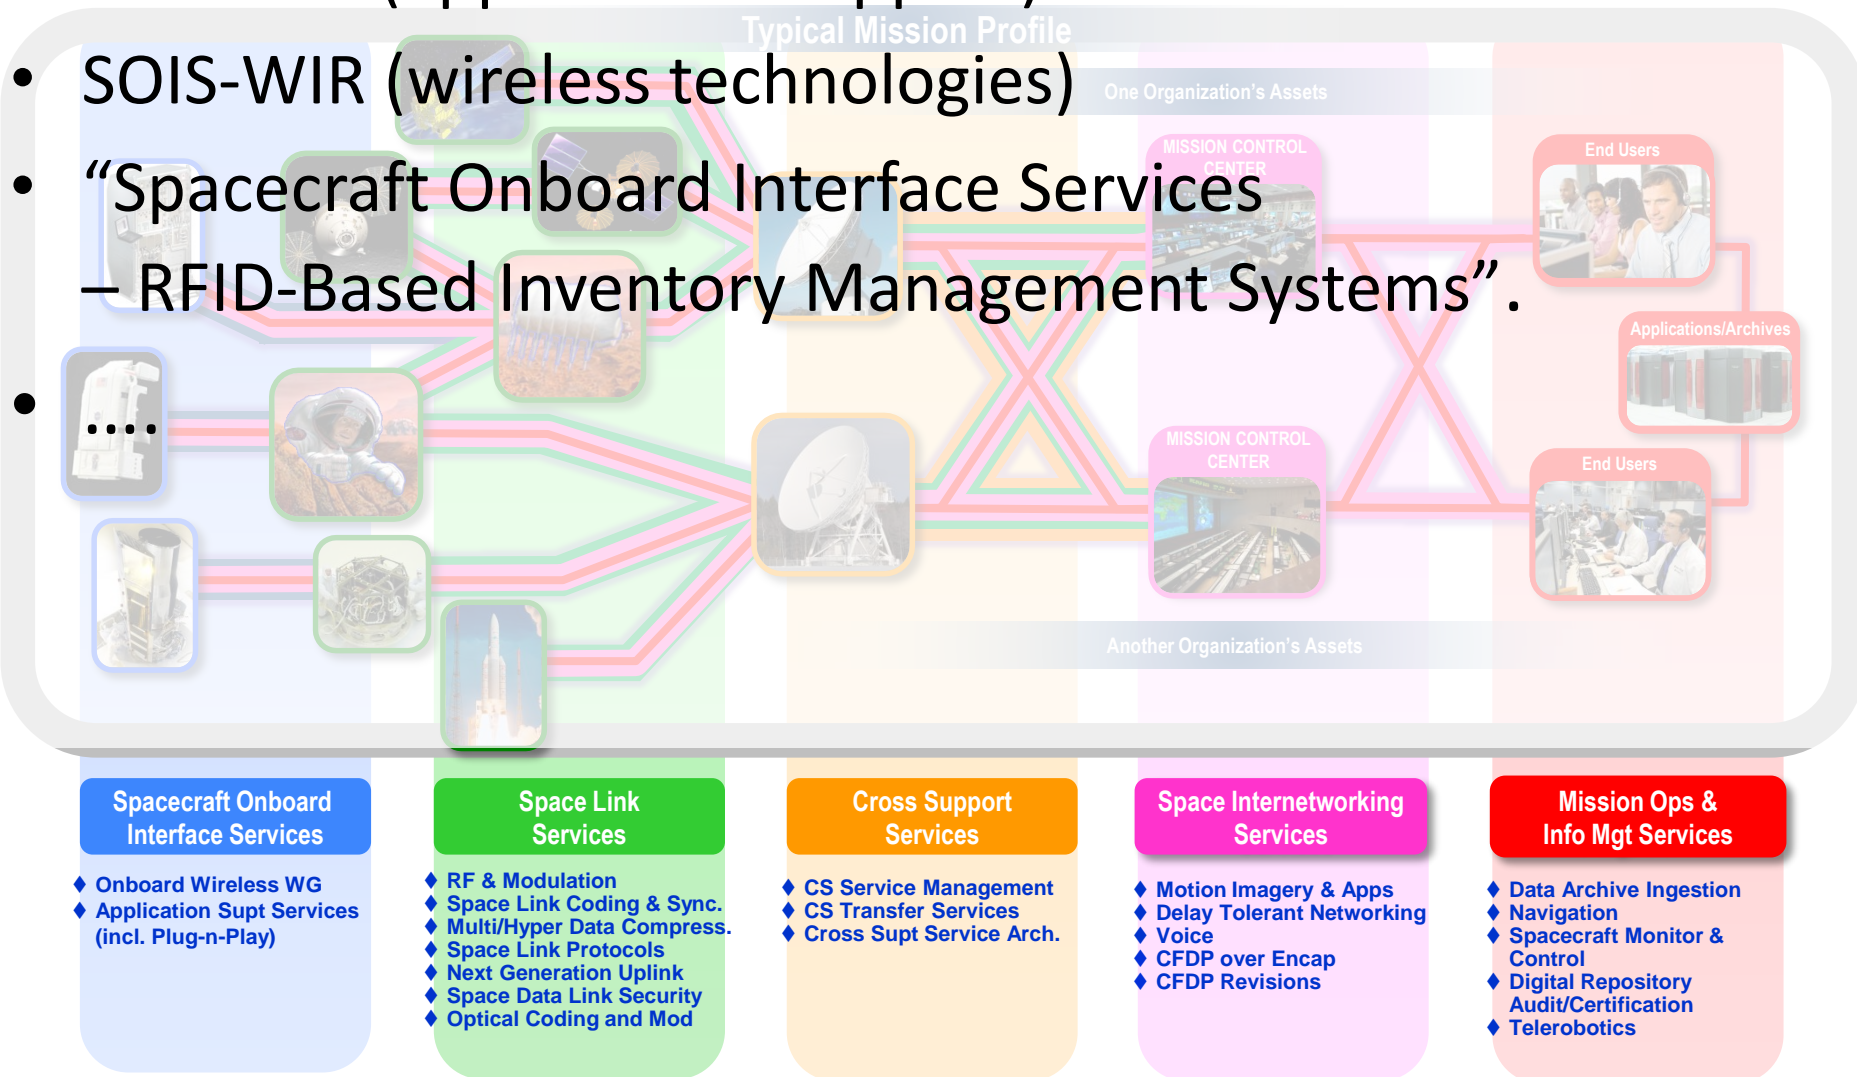 Typical Mission Profile
• SOIS-WIR (wireless technologies)
• “Spacecraft Onboard Interface Services
– RFID-Based Inventory Management Systems”.
• ....
One Organization's Assets
MISSION CONTROL
CENTER
End Users
Applications/Archives
MISSION CONTROL
CENTER
End Users
Another Organization's Assets
Spacecraft Onboard
Interface Services
♦ Onboard Wireless WG
♦ Application Supt Services
(incl. Plug-n-Play)
Space Link
Services
♦ RF & Modulation
♦ Space Link Coding & Sync.
♦ Multi/Hyper Data Compress.
♦ Space Link Protocols
♦ Next Generation Uplink
♦ Space Data Link Security
♦ Optical Coding and Mod
Cross Support
Services
♦ CS Service Management
♦ CS Transfer Services
♦ Cross Supt Service Arch.
Space Internetworking
Services
♦ Motion Imagery & Apps
♦ Delay Tolerant Networking
♦ Voice
♦ CFDP over Encap
♦ CFDP Revisions
Mission Ops &
Info Mgt Services
♦ Data Archive Ingestion
♦ Navigation
♦ Spacecraft Monitor &
Control
♦ Digital Repository
Audit/Certification
♦ Telerobotics